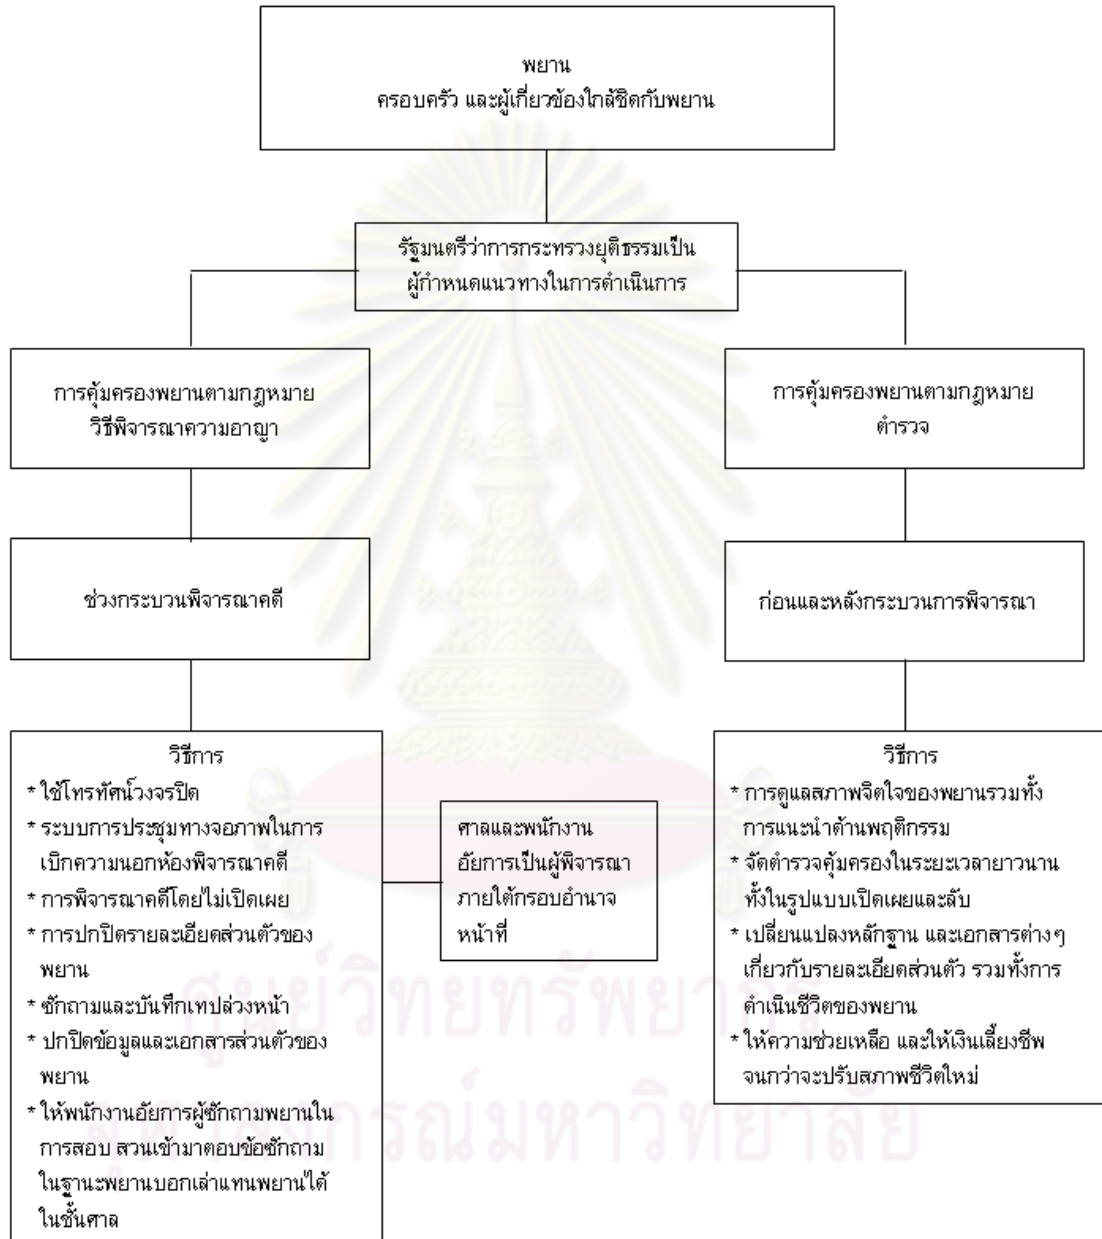 พยาน
ครอบครัว และผู้เกี่ยวข้องใกล้ชิดกับพยาน
รัฐมนตรีว่าการกระทรวงยุติธรรมเป็น
ผู้กำหนดแนวทางในการดำเนินการ
การคุ้มครองพยานตามกฎหมาย
วิธีพิจารณาความอาญา
การคุ้มครองพยานตามกฎหมาย
ตำรวจ
ช่วงกระบวนพิจารณาคดี
ก่อนและหลังกระบวนการพิจารณา
วิธีการ
* ใช้โทรทัศน์วงจรปิด
* ระบบการประชุมทางจอภาพในการ
เบิกความนอกห้องพิจารณาคดี
* การพิจารณาคดีโดยไม่เปิดเผย
* การปกปิดรายละเอียดส่วนตัวของ
พยาน
* ซักถามและบันทึกเทปล่วงหน้า
* ปกปิดข้อมูลและเอกสารส่วนตัวของ
พยาน
* ให้พนักงานอัยการผู้ซักถามพยานใน
การสอบ สวนเข้ามาตอบข้อซักถาม
ในฐานะพยานบอกเล่าแทนพยานได้
ในชั้นศาล
ศาลและพนักงาน
อัยการเป็นผู้พิจารณา
ภายใต้กรอบอำนาจ
หน้าที่
วิธีการ
* การดูแลสภาพจิตใจของพยานรวมทั้ง
การแนะนำด้านพฤติกรรม
* จัดตำรวจคุ้มครองในระยะเวลายาวนาน
ทั้งในรูปแบบเปิดเผยและลับ
* เปลี่ยนแปลงหลักฐาน และเอกสารต่างๆ
เกี่ยวกับรายละเอียดส่วนตัว รวมทั้งการ
ดำเนินชีวิตของพยาน
* ให้ความช่วยเหลือ และให้เงินเลี้ยงชีพ
จนกว่าจะปรับสภาพชีวิตใหม่
ศูนย์วิทยทรัพยากร
จุฬาลงกรณ์มหาวิทยาลัย